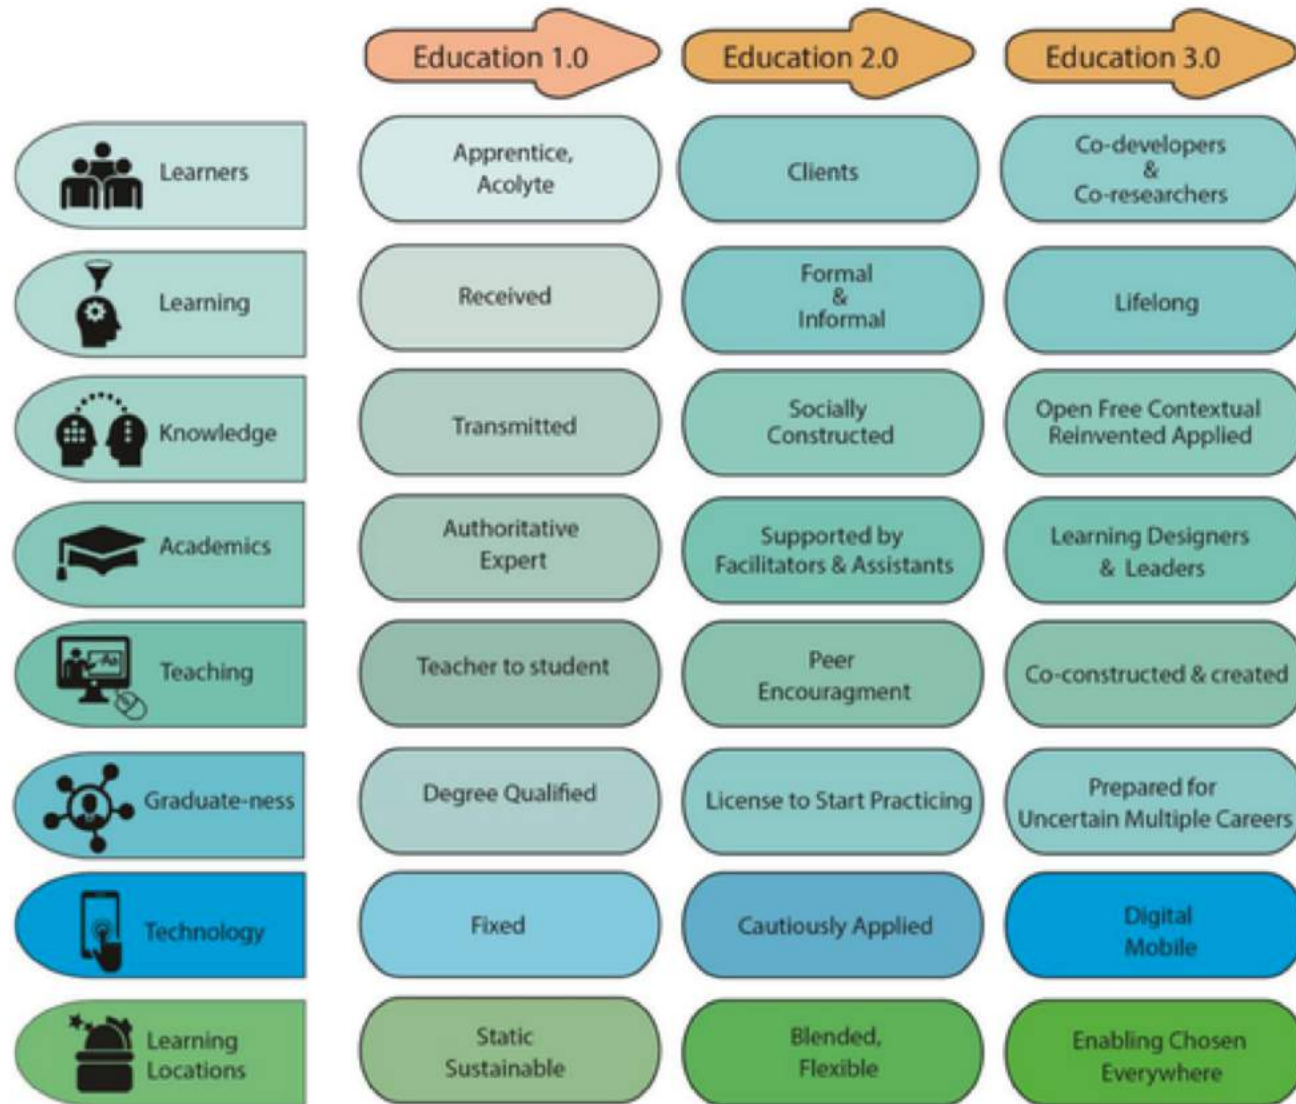 Education 1.0
Education 2.0
Education 3.0
Learners
Apprentice,
Acolyte
Clients
Co-developers
&
Co-researchers
Learning
Received
Formal
&
Informal
Lifelong
Knowledge
Transmitted
Socially
Constructed
Open Free Contextual
Reinvented Applied
Academics
Authoritative
Expert
Supported by
Facilitators & Assistants
Learning Designers
& Leaders
Teaching
Teacher to student
Peer
Encouragment
Co-constructed & created
Graduate-ness
Degree Qualified
License to Start Practicing
Prepared for
Uncertain Multiple Careers
Technology
Fixed
Cautiously Applied
Digital
Mobile
Learning
Locations
Static
Sustainable
Blended,
Flexible
Enabling Chosen
Everywhere